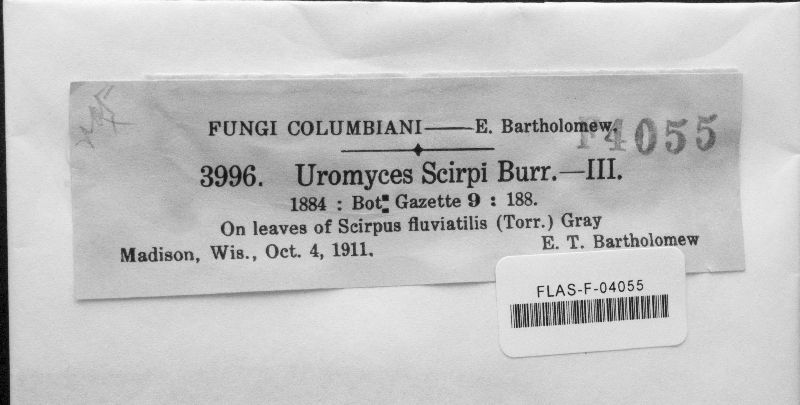 FUNGI COLUMBIANI—E. Bartholomew.
F4055
3996. Uromyces Scirpi Burr.—III.
1884 : Bot. Gazette 9 : 188.
On leaves of Scirpus fluviatilis (Torr.) Gray
Madison, Wis., Oct. 4, 1911. E. T. Bartholomew
FLAS-F-04055